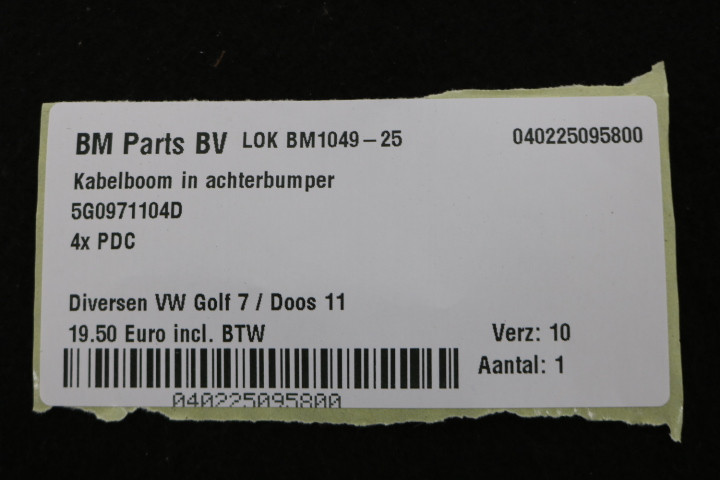 BM Parts BV LOK BM1049-25 040225095800
Kabelboom in achterbumper
5G0971104D
4x PDC
Diversen VW Golf 7 / Doos 11
19.50 Euro incl. BTW Verz: 10
Aantal: 1
040225095800